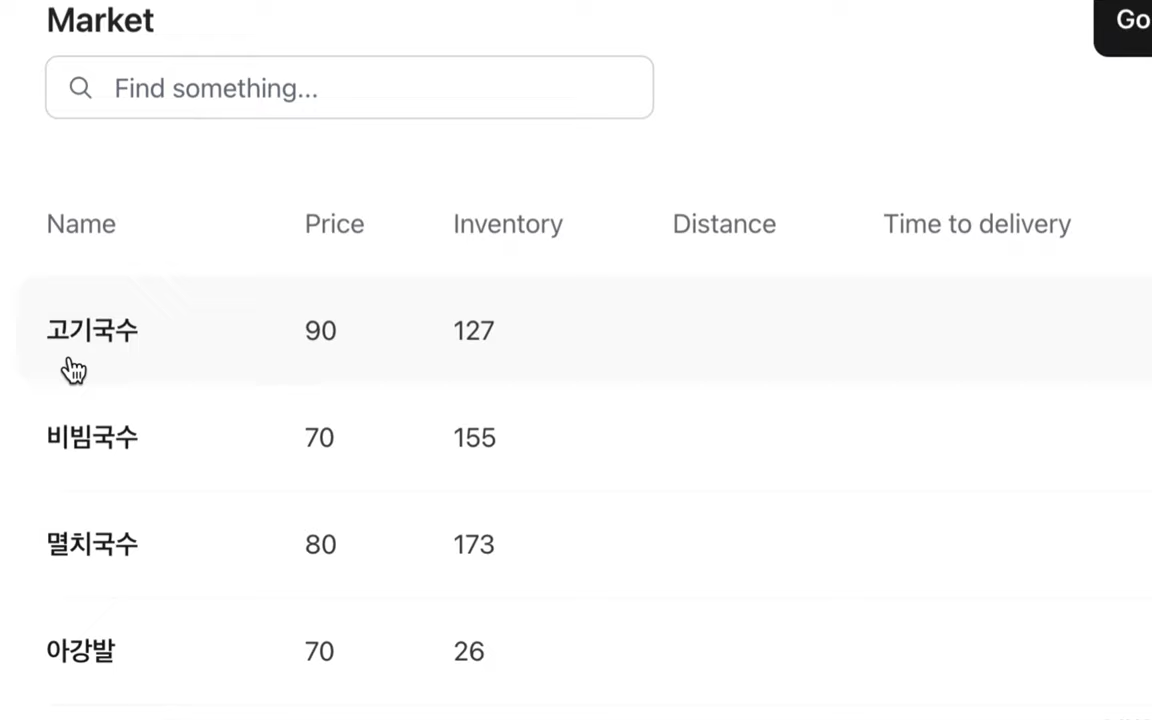 Market
Go
Find something...
Name Price Inventory Distance Time to delivery
고기국수 90 127
비빔국수 70 155
멸치국수 80 173
아강발 70 26